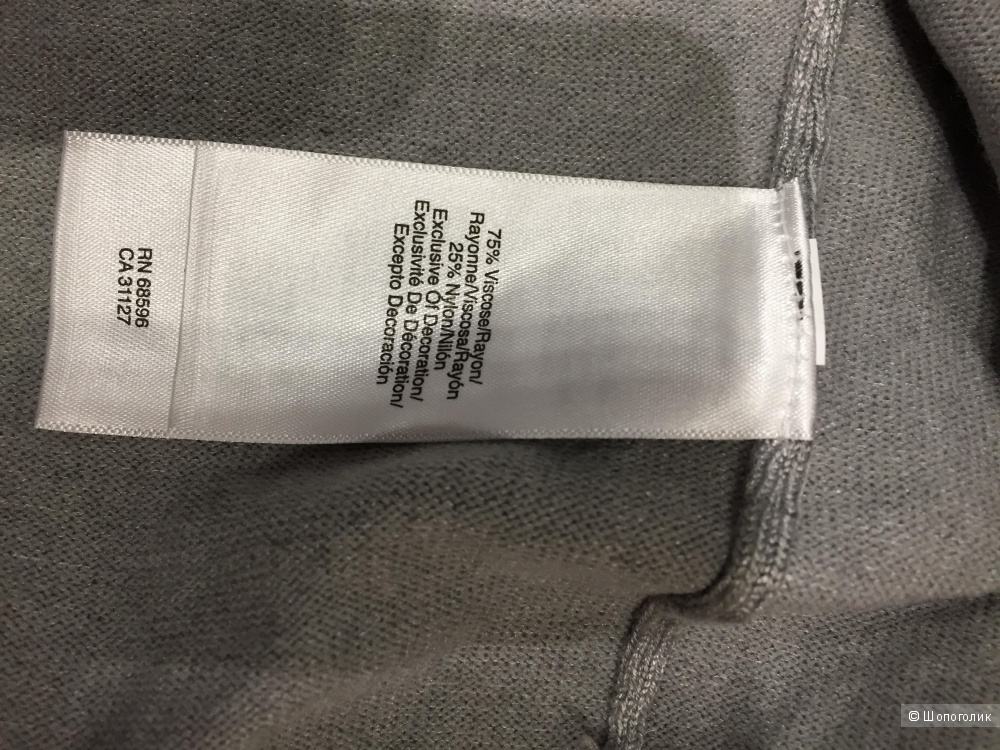 75% Viscose/Rayon/
Rayonne/Viscosa/Rayón
25% Nylon/Nilón
Exclusive Of Decoration/
Exclusivité De Décoration/
Excepto Decoración
RN 68596
CA 31127
© Шопоголик